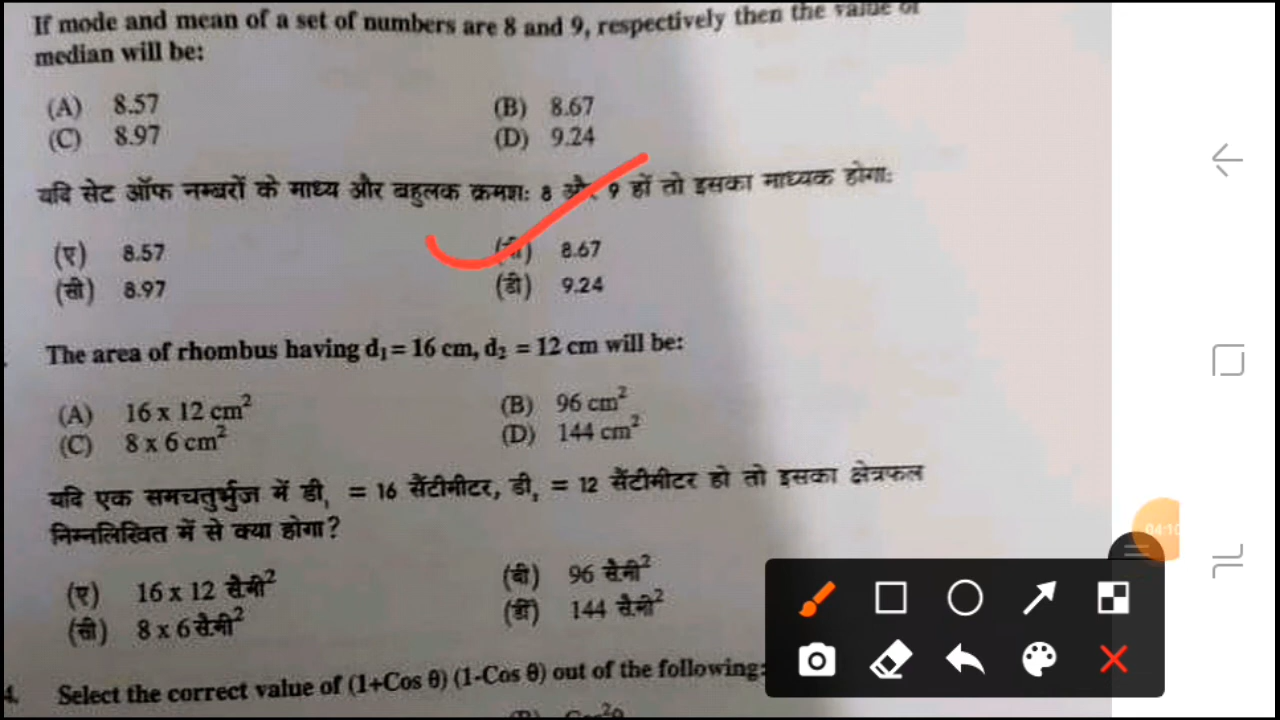 If mode and mean of a set of numbers are 8 and 9, respectively then the value of
median will be:
(A) 8.57 (B) 8.67
(C) 8.97 (D) 9.24
यदि सेट ऑफ नम्बरों के माध्य और बहुलक क्रमशः 8 और 9 हों तो इसका माध्यक होगाः
(ए) 8.57 (बी) 8.67
(सी) 8.97 (डी) 9.24
The area of rhombus having d₁ = 16 cm, d₂ = 12 cm will be:
(A) 16 x 12 cm² (B) 96 cm²
(C) 8 x 6 cm² (D) 144 cm²
यदि एक समचतुर्भुज में डी₁ = 16 सैंटीमीटर, डी₂ = 12 सैंटीमीटर हो तो इसका क्षेत्रफल
निम्नलिखित में से क्या होगा?
(ए) 16 x 12 सै.मी² (बी) 96 सै.मी²
(सी) 8 x 6 सै.मी² (डी) 144 सै.मी²
4. Select the correct value of (1+Cos θ) (1-Cos θ) out of the following:
04:10